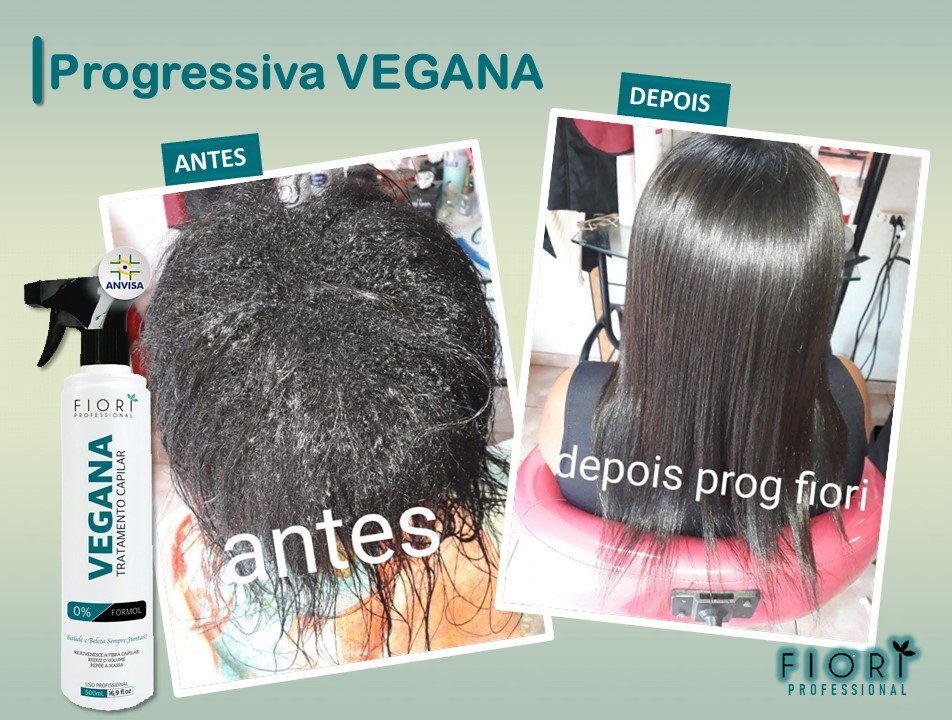 Progressiva VEGANA
ANTES
DEPOIS
ANVISA
FIORI
PROFESSIONAL
VEGANA
TRATAMENTO CAPILAR
0% FORMOL
Saúde e Beleza Sempre Juntas!
REJUVENESCE A FIBRA CAPILAR
REDUZ O VOLUME
REPÕE A MASSA
USO PROFISSIONAL
500mL 16,9 fl oz
antes
depois prog fiori
FIORI
PROFESSIONAL